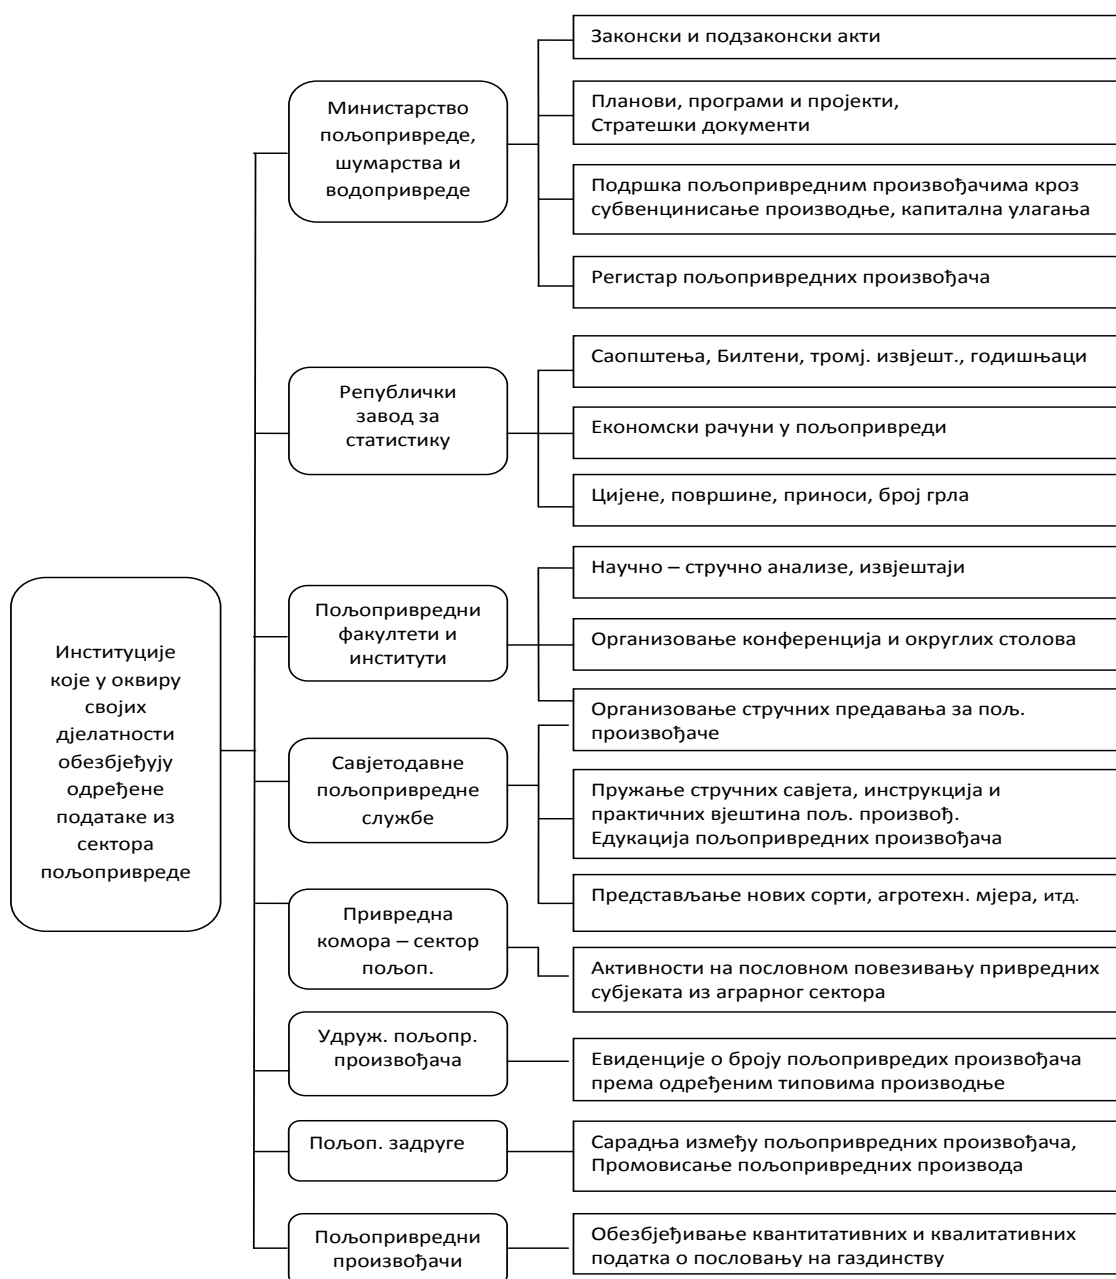 Институције
које у оквиру
својих
дјелатности
обезбјеђују
одређене
податаке из
сектора
пољопривреде
Министарство
пољопривреде,
шумарства и
водопривреде
Законски и подзаконски акти
Планови, програми и пројекти,
Стратешки документи
Подршка пољопривредним произвођачима кроз
субвенцинисање производње, капитална улагања
Регистар пољопривредних произвођача
Републички
завод за
статистику
Саопштења, Билтени, тромј. извјешт., годишњаци
Економски рачуни у пољопривреди
Цијене, површине, приноси, број грла
Пољопривредни
факултети и
институти
Научно – стручно анализе, извјештаји
Организовање конференција и округлих столова
Организовање стручних предавања за пољ.
произвођаче
Савјетодавне
пољопривредне
службе
Пружање стручних савјета, инструкција и
практичних вјештина пољ. произвођ.
Едукација пољопривредних произвођача
Представљање нових сорти, агротехн. мјера, итд.
Привредна
комора – сектор
пољоп.
Активности на пословном повезивању привредних
субјеката из аграрног сектора
Удруж. пољопр.
произвођача
Евиденције о броју пољопривредих произвођача
према одређеним типовима производње
Пољоп. задруге
Сарадња између пољопривредних произвођача,
Промовисање пољопривредних производа
Пољопривредни
произвођачи
Обезбјеђивање квантитативних и квалитативних
податка о пословању на газдинству